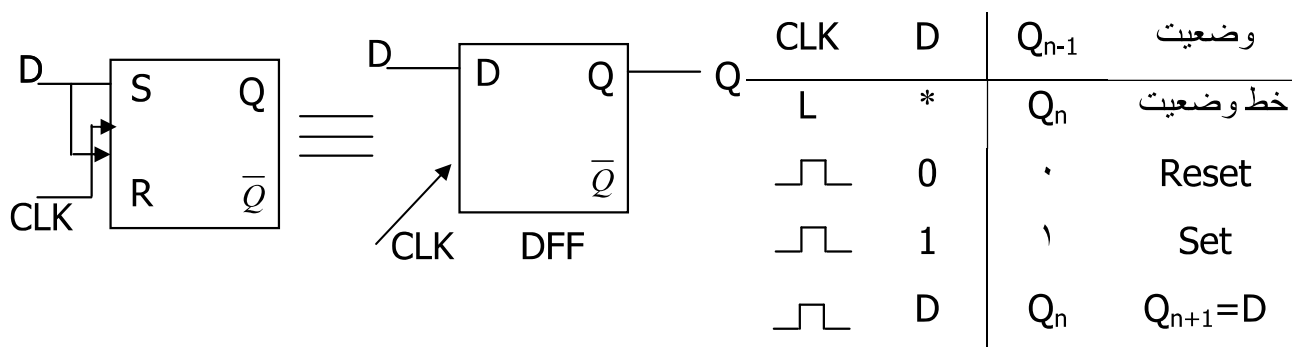 D
S Q
R Q̅
CLK
D
D Q Q
Q̅
CLK DFF
CLK D Qn-1 وضعیت
L * Qn خط وضعیت
0 ۰ Reset
1 ۱ Set
D Qn Qn+1=D